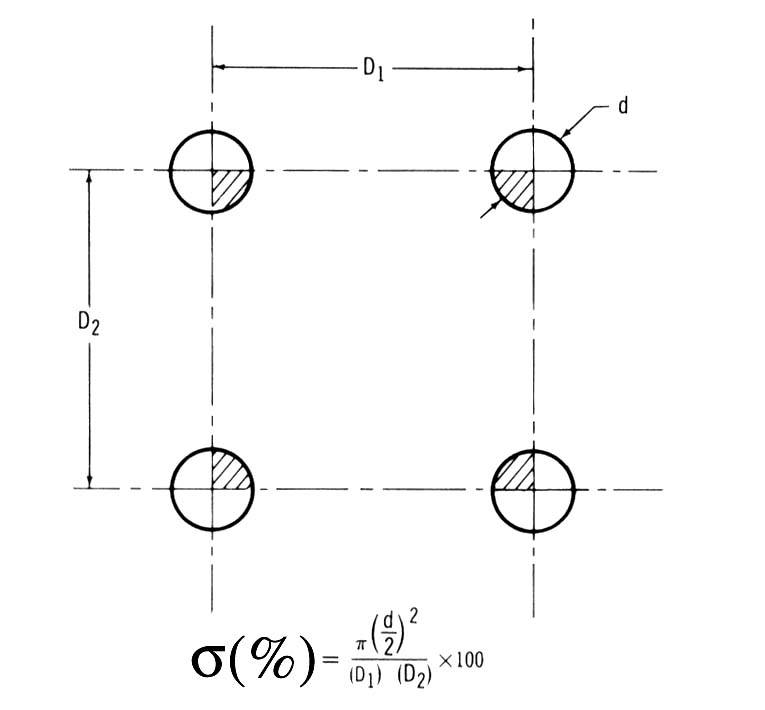 D₁
d
D₂
σ(%) = π(d/2)² / (D₁) (D₂) ×100